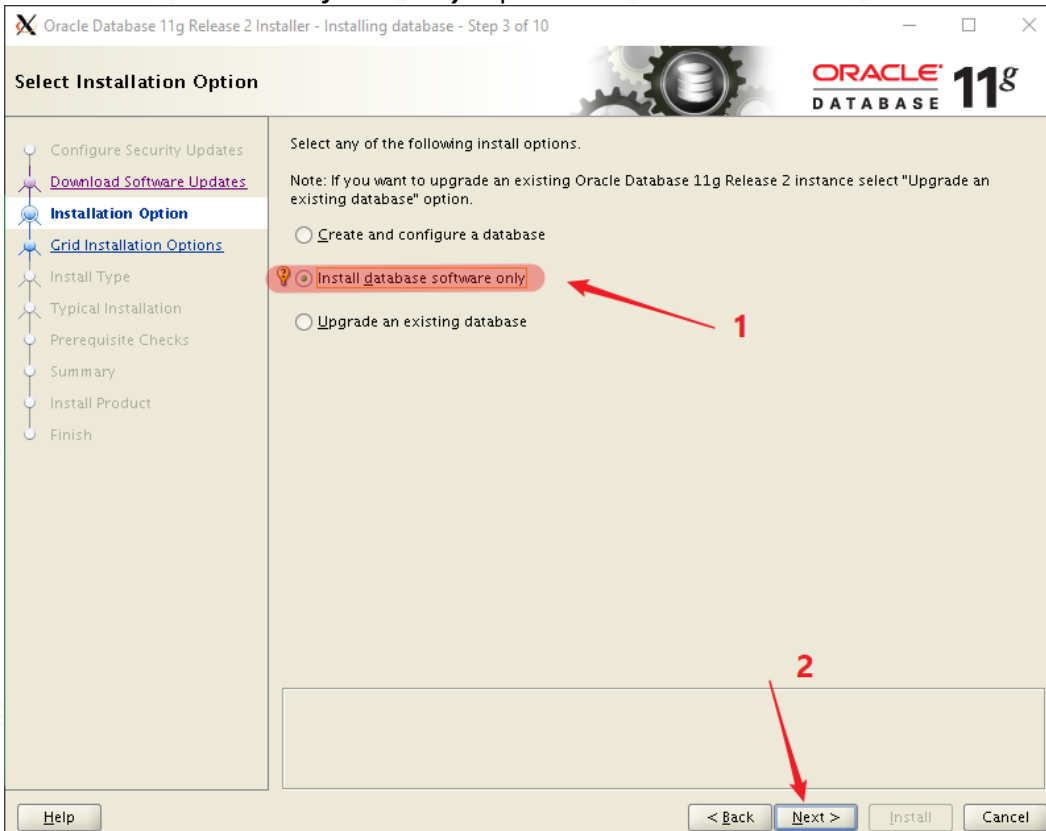 Oracle Database 11g Release 2 Installer - Installing database - Step 3 of 10
Select Installation Option
ORACLE 11g
DATABASE
Configure Security Updates
Download Software Updates
Installation Option
Grid Installation Options
Install Type
Typical Installation
Prerequisite Checks
Summary
Install Product
Finish
Select any of the following install options.
Note: If you want to upgrade an existing Oracle Database 11g Release 2 instance select "Upgrade an
existing database" option.
Create and configure a database
Install database software only
Upgrade an existing database
1
2
Help
< Back
Next >
Install
Cancel